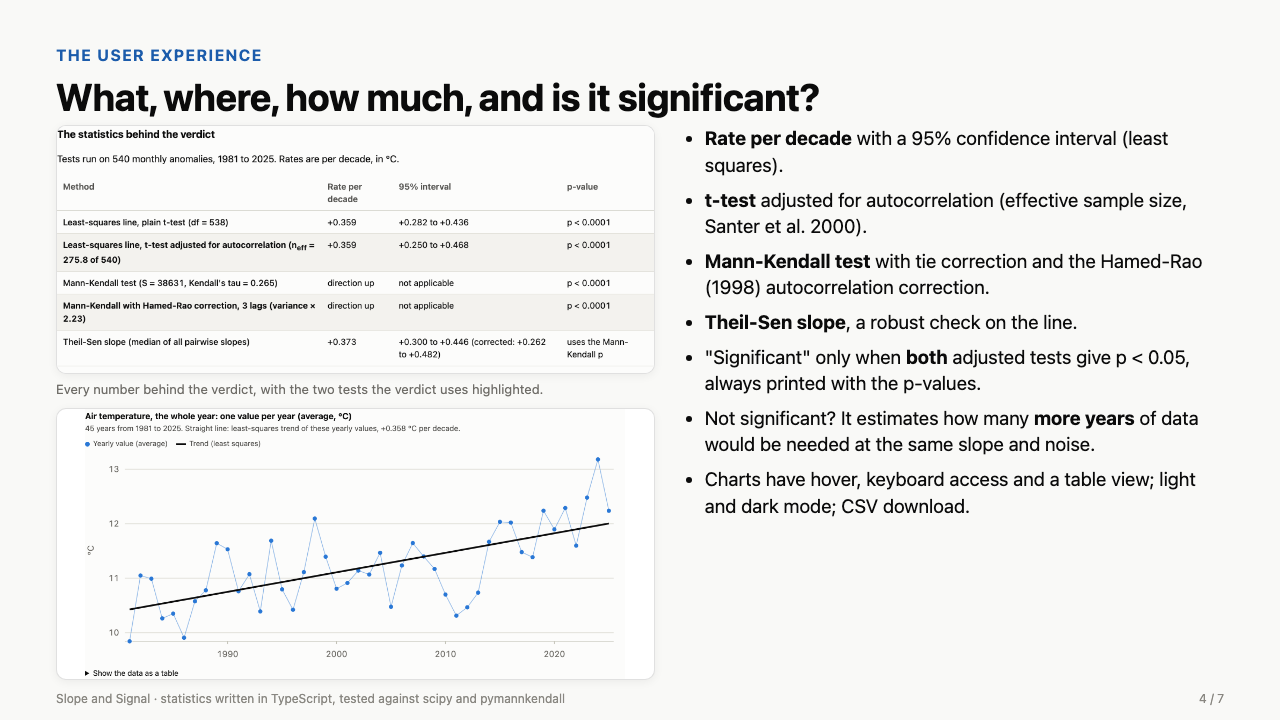 THE USER EXPERIENCE
What, where, how much, and is it significant?
The statistics behind the verdict
Tests run on 540 monthly anomalies, 1981 to 2025. Rates are per decade, in °C.
Method Rate per decade 95% interval p-value
Least-squares line, plain t-test (df = 538) +0.359 +0.282 to +0.436 p < 0.0001
Least-squares line, t-test adjusted for autocorrelation (neff = 275.8 of 540) +0.359 +0.250 to +0.468 p < 0.0001
Mann-Kendall test (S = 38631, Kendall's tau = 0.265) direction up not applicable p < 0.0001
Mann-Kendall with Hamed-Rao correction, 3 lags (variance × 2.23) direction up not applicable p < 0.0001
Theil-Sen slope (median of all pairwise slopes) +0.373 +0.300 to +0.446 (corrected: +0.262 to +0.482) uses the Mann-Kendall p
Every number behind the verdict, with the two tests the verdict uses highlighted.
Air temperature, the whole year: one value per year (average, °C)
45 years from 1981 to 2025. Straight line: least-squares trend of these yearly values, +0.358 °C per decade.
Yearly value (average) Trend (least squares)
13
12
°C
11
10
1990 2000 2010 2020
▶ Show the data as a table
• Rate per decade with a 95% confidence interval (least
squares).
• t-test adjusted for autocorrelation (effective sample size,
Santer et al. 2000).
• Mann-Kendall test with tie correction and the Hamed-Rao
(1998) autocorrelation correction.
• Theil-Sen slope, a robust check on the line.
• "Significant" only when both adjusted tests give p < 0.05,
always printed with the p-values.
• Not significant? It estimates how many more years of data
would be needed at the same slope and noise.
• Charts have hover, keyboard access and a table view; light
and dark mode; CSV download.
Slope and Signal · statistics written in TypeScript, tested against scipy and pymannkendall
4 / 7